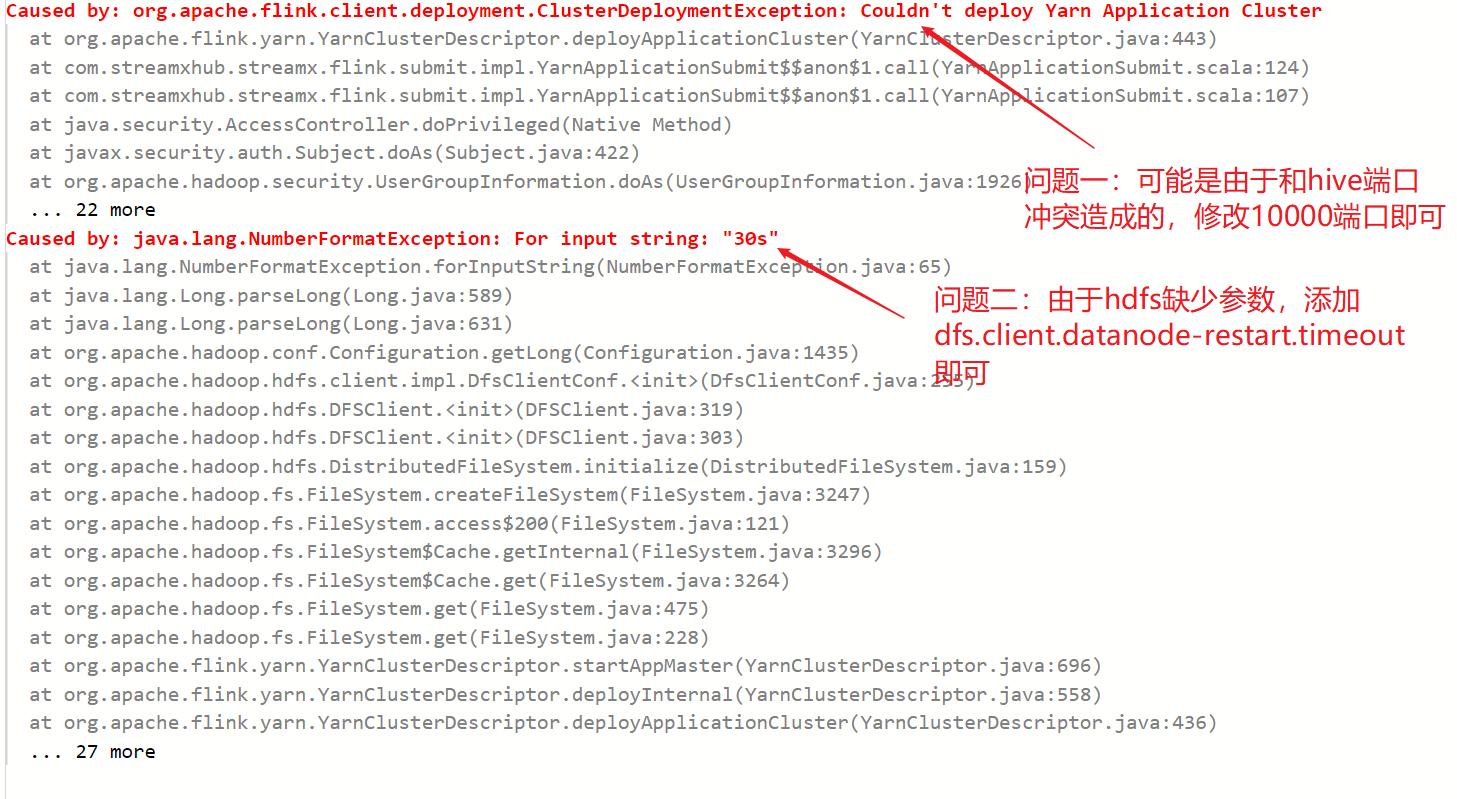 Caused by: org.apache.flink.client.deployment.ClusterDeploymentException: Couldn't deploy Yarn Application Cluster
at org.apache.flink.yarn.YarnClusterDescriptor.deployApplicationCluster(YarnClusterDescriptor.java:443)
at com.streamxhub.streamx.flink.submit.impl.YarnApplicationSubmit$$anon$1.call(YarnApplicationSubmit.scala:124)
at com.streamxhub.streamx.flink.submit.impl.YarnApplicationSubmit$$anon$1.call(YarnApplicationSubmit.scala:107)
at java.security.AccessController.doPrivileged(Native Method)
at javax.security.auth.Subject.doAs(Subject.java:422)
at org.apache.hadoop.security.UserGroupInformation.doAs(UserGroupInformation.java:1926)
... 22 more
问题一：可能是由于和hive端口
冲突造成的，修改10000端口即可
Caused by: java.lang.NumberFormatException: For input string: "30s"
at java.lang.NumberFormatException.forInputString(NumberFormatException.java:65)
at java.lang.Long.parseLong(Long.java:589)
at java.lang.Long.parseLong(Long.java:631)
at org.apache.hadoop.conf.Configuration.getLong(Configuration.java:1435)
at org.apache.hadoop.hdfs.client.impl.DfsClientConf.<init>(DfsClientConf.java:255)
at org.apache.hadoop.hdfs.DFSClient.<init>(DFSClient.java:319)
at org.apache.hadoop.hdfs.DFSClient.<init>(DFSClient.java:303)
at org.apache.hadoop.hdfs.DistributedFileSystem.initialize(DistributedFileSystem.java:159)
at org.apache.hadoop.fs.FileSystem.createFileSystem(FileSystem.java:3247)
at org.apache.hadoop.fs.FileSystem.access$200(FileSystem.java:121)
at org.apache.hadoop.fs.FileSystem$Cache.getInternal(FileSystem.java:3296)
at org.apache.hadoop.fs.FileSystem$Cache.get(FileSystem.java:3264)
at org.apache.hadoop.fs.FileSystem.get(FileSystem.java:475)
at org.apache.hadoop.fs.FileSystem.get(FileSystem.java:228)
at org.apache.flink.yarn.YarnClusterDescriptor.startAppMaster(YarnClusterDescriptor.java:696)
at org.apache.flink.yarn.YarnClusterDescriptor.deployInternal(YarnClusterDescriptor.java:558)
at org.apache.flink.yarn.YarnClusterDescriptor.deployApplicationCluster(YarnClusterDescriptor.java:436)
... 27 more
问题二：由于hdfs缺少参数，添加
dfs.client.datanode-restart.timeout
即可